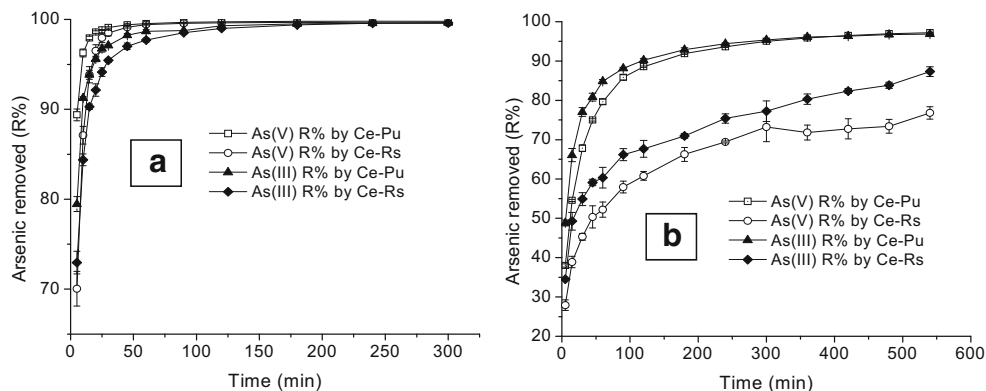 100
90
80
70
Arsenic removed (R%)
a
As(V) R% by Ce-Pu
As(V) R% by Ce-Rs
As(III) R% by Ce-Pu
As(III) R% by Ce-Rs
0 50 100 150 200 250 300
Time (min)
100
90
80
70
60
50
40
30
20
Arsenic removed (R%)
b
As(V) R% by Ce-Pu
As(V) R% by Ce-Rs
As(III) R% by Ce-Pu
As(III) R% by Ce-Rs
0 100 200 300 400 500 600
Time (min)